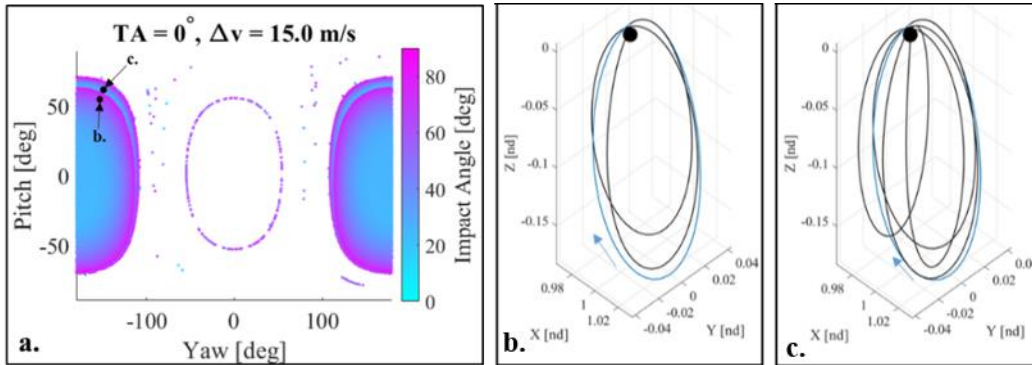 TA = 0°, Δv = 15.0 m/s
c.
b.
50
0
-50
Pitch [deg]
-100
0
100
Yaw [deg]
80
60
40
20
0
Impact Angle [deg]
a.
0
-0.05
-0.1
-0.15
Z [nd]
0.98
1
1.02
X [nd]
-0.04
-0.02
0
0.02
0.04
Y [nd]
b.
0
-0.05
-0.1
-0.15
Z [nd]
0.98
1
1.02
X [nd]
-0.04
-0.02
0
0.02
0.0
Y [nd]
c.